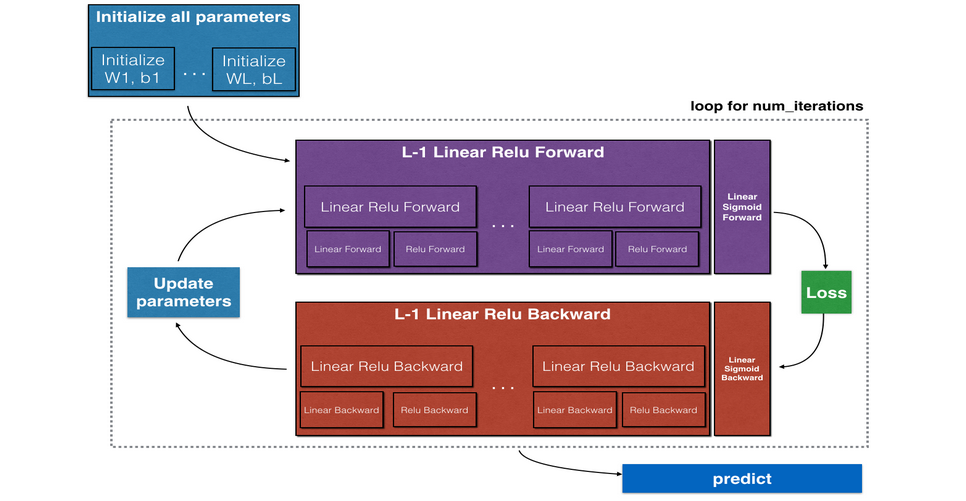 Initialize all parameters
Initialize
W1, b1
...
Initialize
WL, bL
loop for num_iterations
L-1 Linear Relu Forward
Linear Relu Forward
...
Linear Relu Forward
Linear Forward
Relu Forward
Linear Forward
Relu Forward
Linear
Sigmoid
Forward
Update
parameters
Loss
L-1 Linear Relu Backward
Linear Relu Backward
...
Linear Relu Backward
Linear Backward
Relu Backward
Linear Backward
Relu Backward
Linear
Sigmoid
Backward
predict